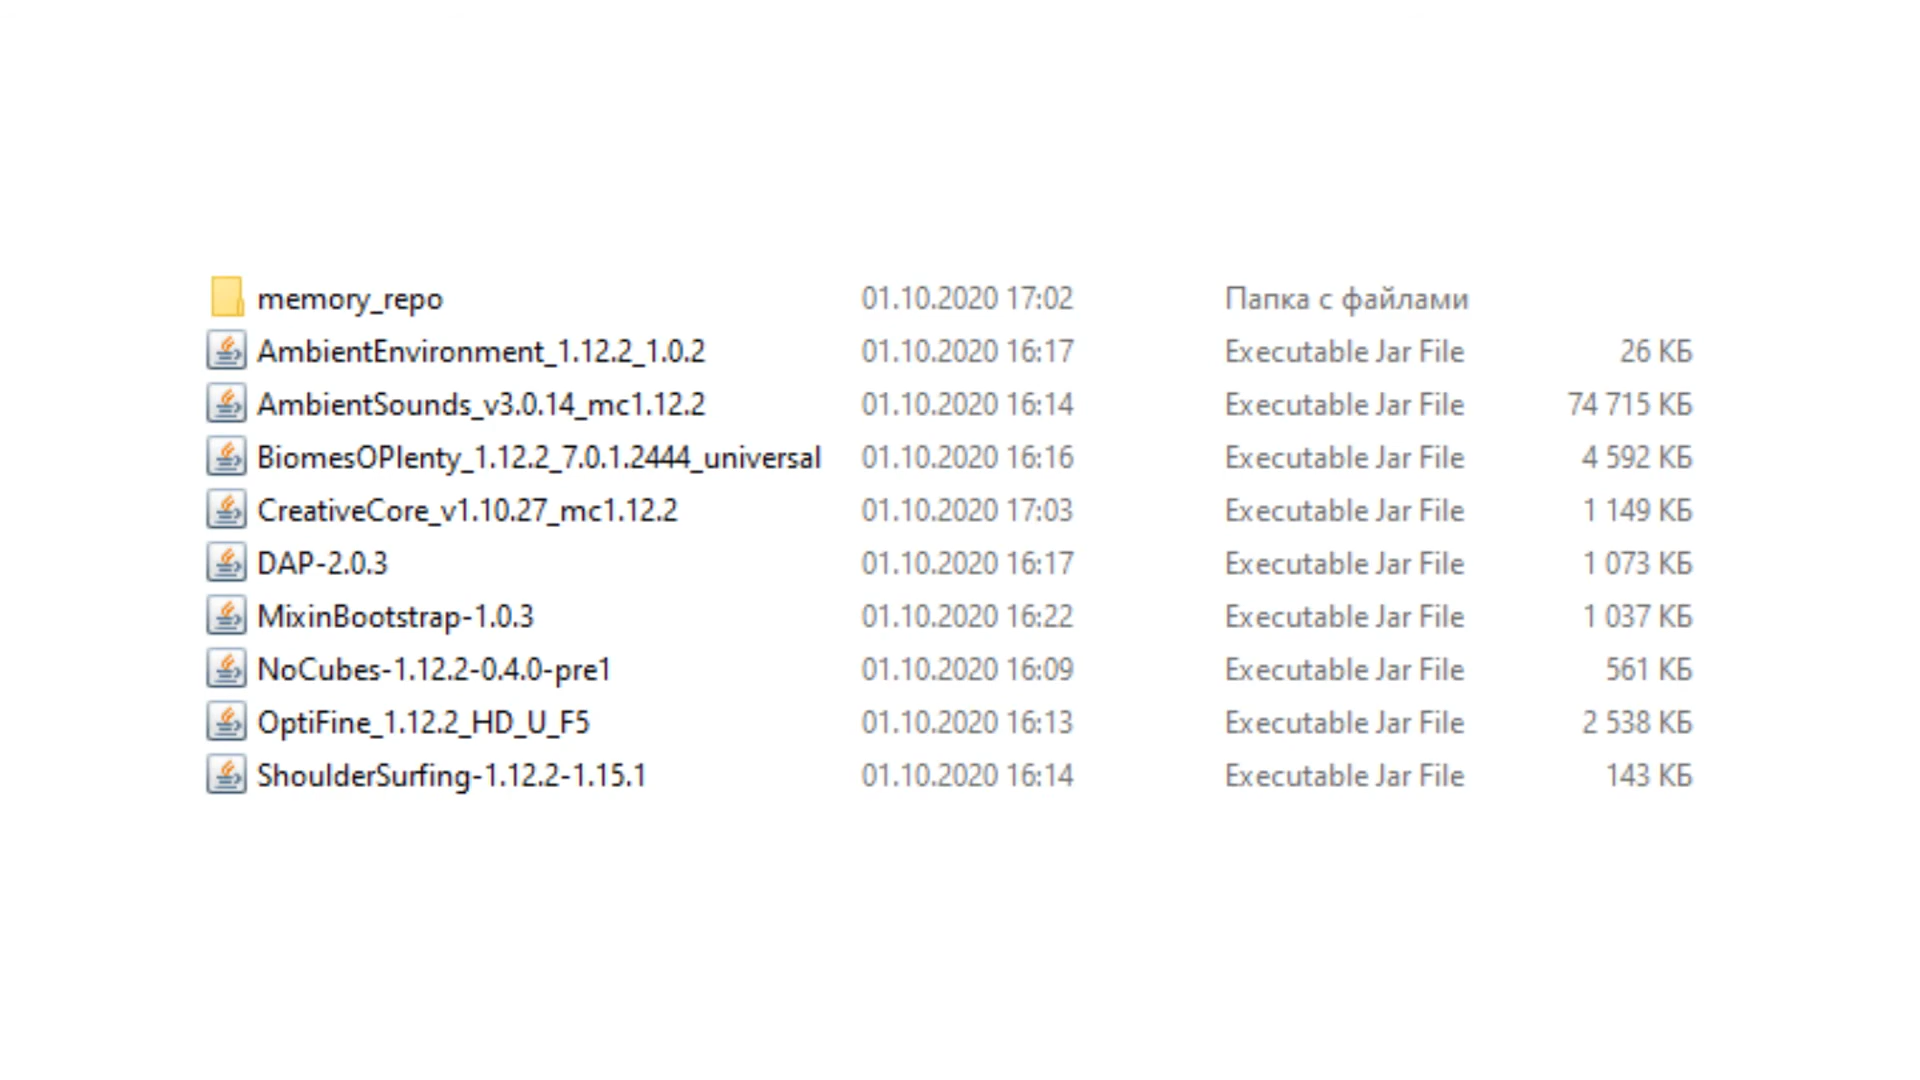 memory_repo 01.10.2020 17:02 Папка с файлами
AmbientEnvironment_1.12.2_1.0.2 01.10.2020 16:17 Executable Jar File 26 КБ
AmbientSounds_v3.0.14_mc1.12.2 01.10.2020 16:14 Executable Jar File 74 715 КБ
BiomesOPlenty_1.12.2_7.0.1.2444_universal 01.10.2020 16:16 Executable Jar File 4 592 КБ
CreativeCore_v1.10.27_mc1.12.2 01.10.2020 17:03 Executable Jar File 1 149 КБ
DAP-2.0.3 01.10.2020 16:17 Executable Jar File 1 073 КБ
MixinBootstrap-1.0.3 01.10.2020 16:22 Executable Jar File 1 037 КБ
NoCubes-1.12.2-0.4.0-pre1 01.10.2020 16:09 Executable Jar File 561 КБ
OptiFine_1.12.2_HD_U_F5 01.10.2020 16:13 Executable Jar File 2 538 КБ
ShoulderSurfing-1.12.2-1.15.1 01.10.2020 16:14 Executable Jar File 143 КБ